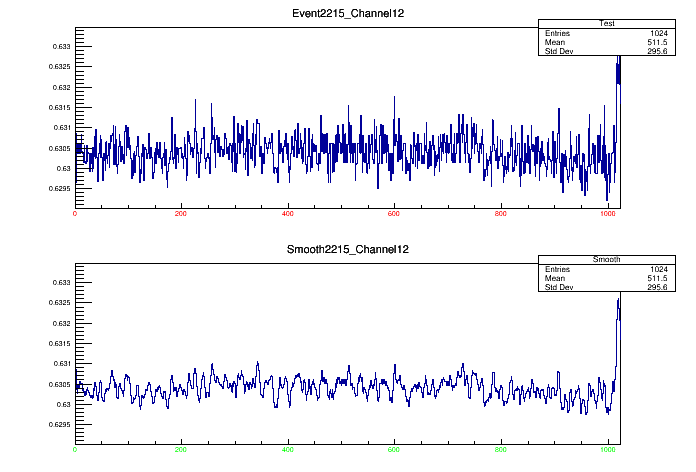 Event2215_Channel12
Test
Entries 1024
Mean 511.5
Std Dev 295.6
0.633
0.6325
0.632
0.6315
0.631
0.6305
0.63
0.6295
0 200 400 600 800 1000
Smooth2215_Channel12
Smooth
Entries 1024
Mean 511.5
Std Dev 295.6
0.633
0.6325
0.632
0.6315
0.631
0.6305
0.63
0.6295
0 200 400 600 800 1000